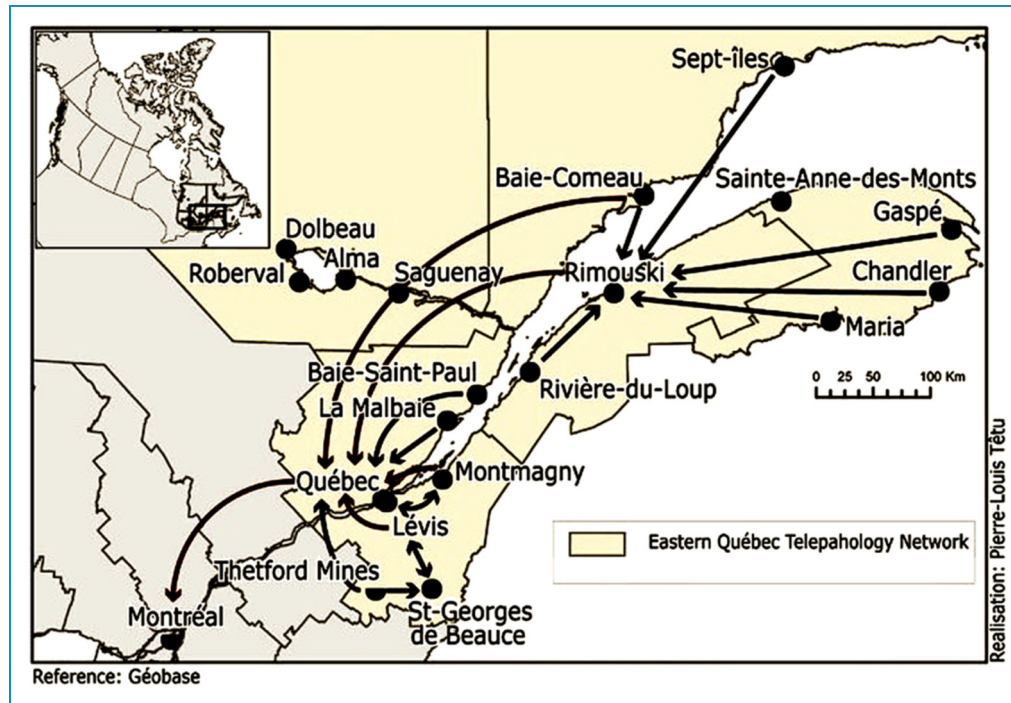 Sept-îles
Baie-Comeau
Sainte-Anne-des-Monts
Gaspé
Dolbeau
Alma
Roberval
Saguenay
Rimouski
Chandler
Maria
Baie-Saint-Paul
Rivière-du-Loup
0 25 50 100 Km
La Malbaie
Québec
Montmagny
Lévis
Eastern Québec Telepahology Network
Thetford Mines
Montréal
St-Georges
de Beauce
Realisation: Pierre-Louis Têtu
Reference: Géobase